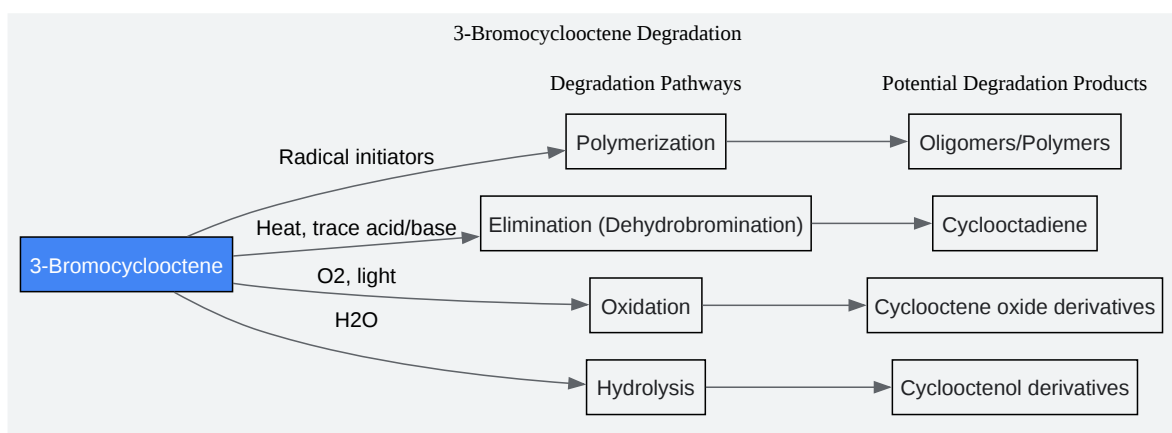 3-Bromocyclooctene Degradation
Degradation Pathways
Potential Degradation Products
Radical initiators
Polymerization
Oligomers/Polymers
Heat, trace acid/base
Elimination (Dehydrobromination)
Cyclooctadiene
3-Bromocyclooctene
O2, light
Oxidation
Cyclooctene oxide derivatives
H2O
Hydrolysis
Cyclooctenol derivatives